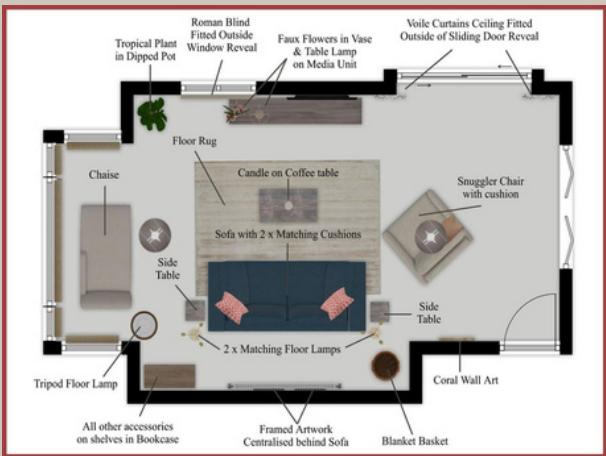 Roman Blind
Fitted Outside
Window Reveal
Tropical Plant
in Dipped Pot
Faux Flowers in Vase
& Table Lamp
on Media Unit
Voile Curtains Ceiling Fitted
Outside of Sliding Door Reveal
Floor Rug
Chaise
Candle on Coffee table
Snuggler Chair
with cushion
Sofa with 2 x Matching Cushions
Side
Table
Side
Table
2 x Matching Floor Lamps
Tripod Floor Lamp
Coral Wall Art
All other accessories
on shelves in Bookcase
Framed Artwork
Centralised behind Sofa
Blanket Basket